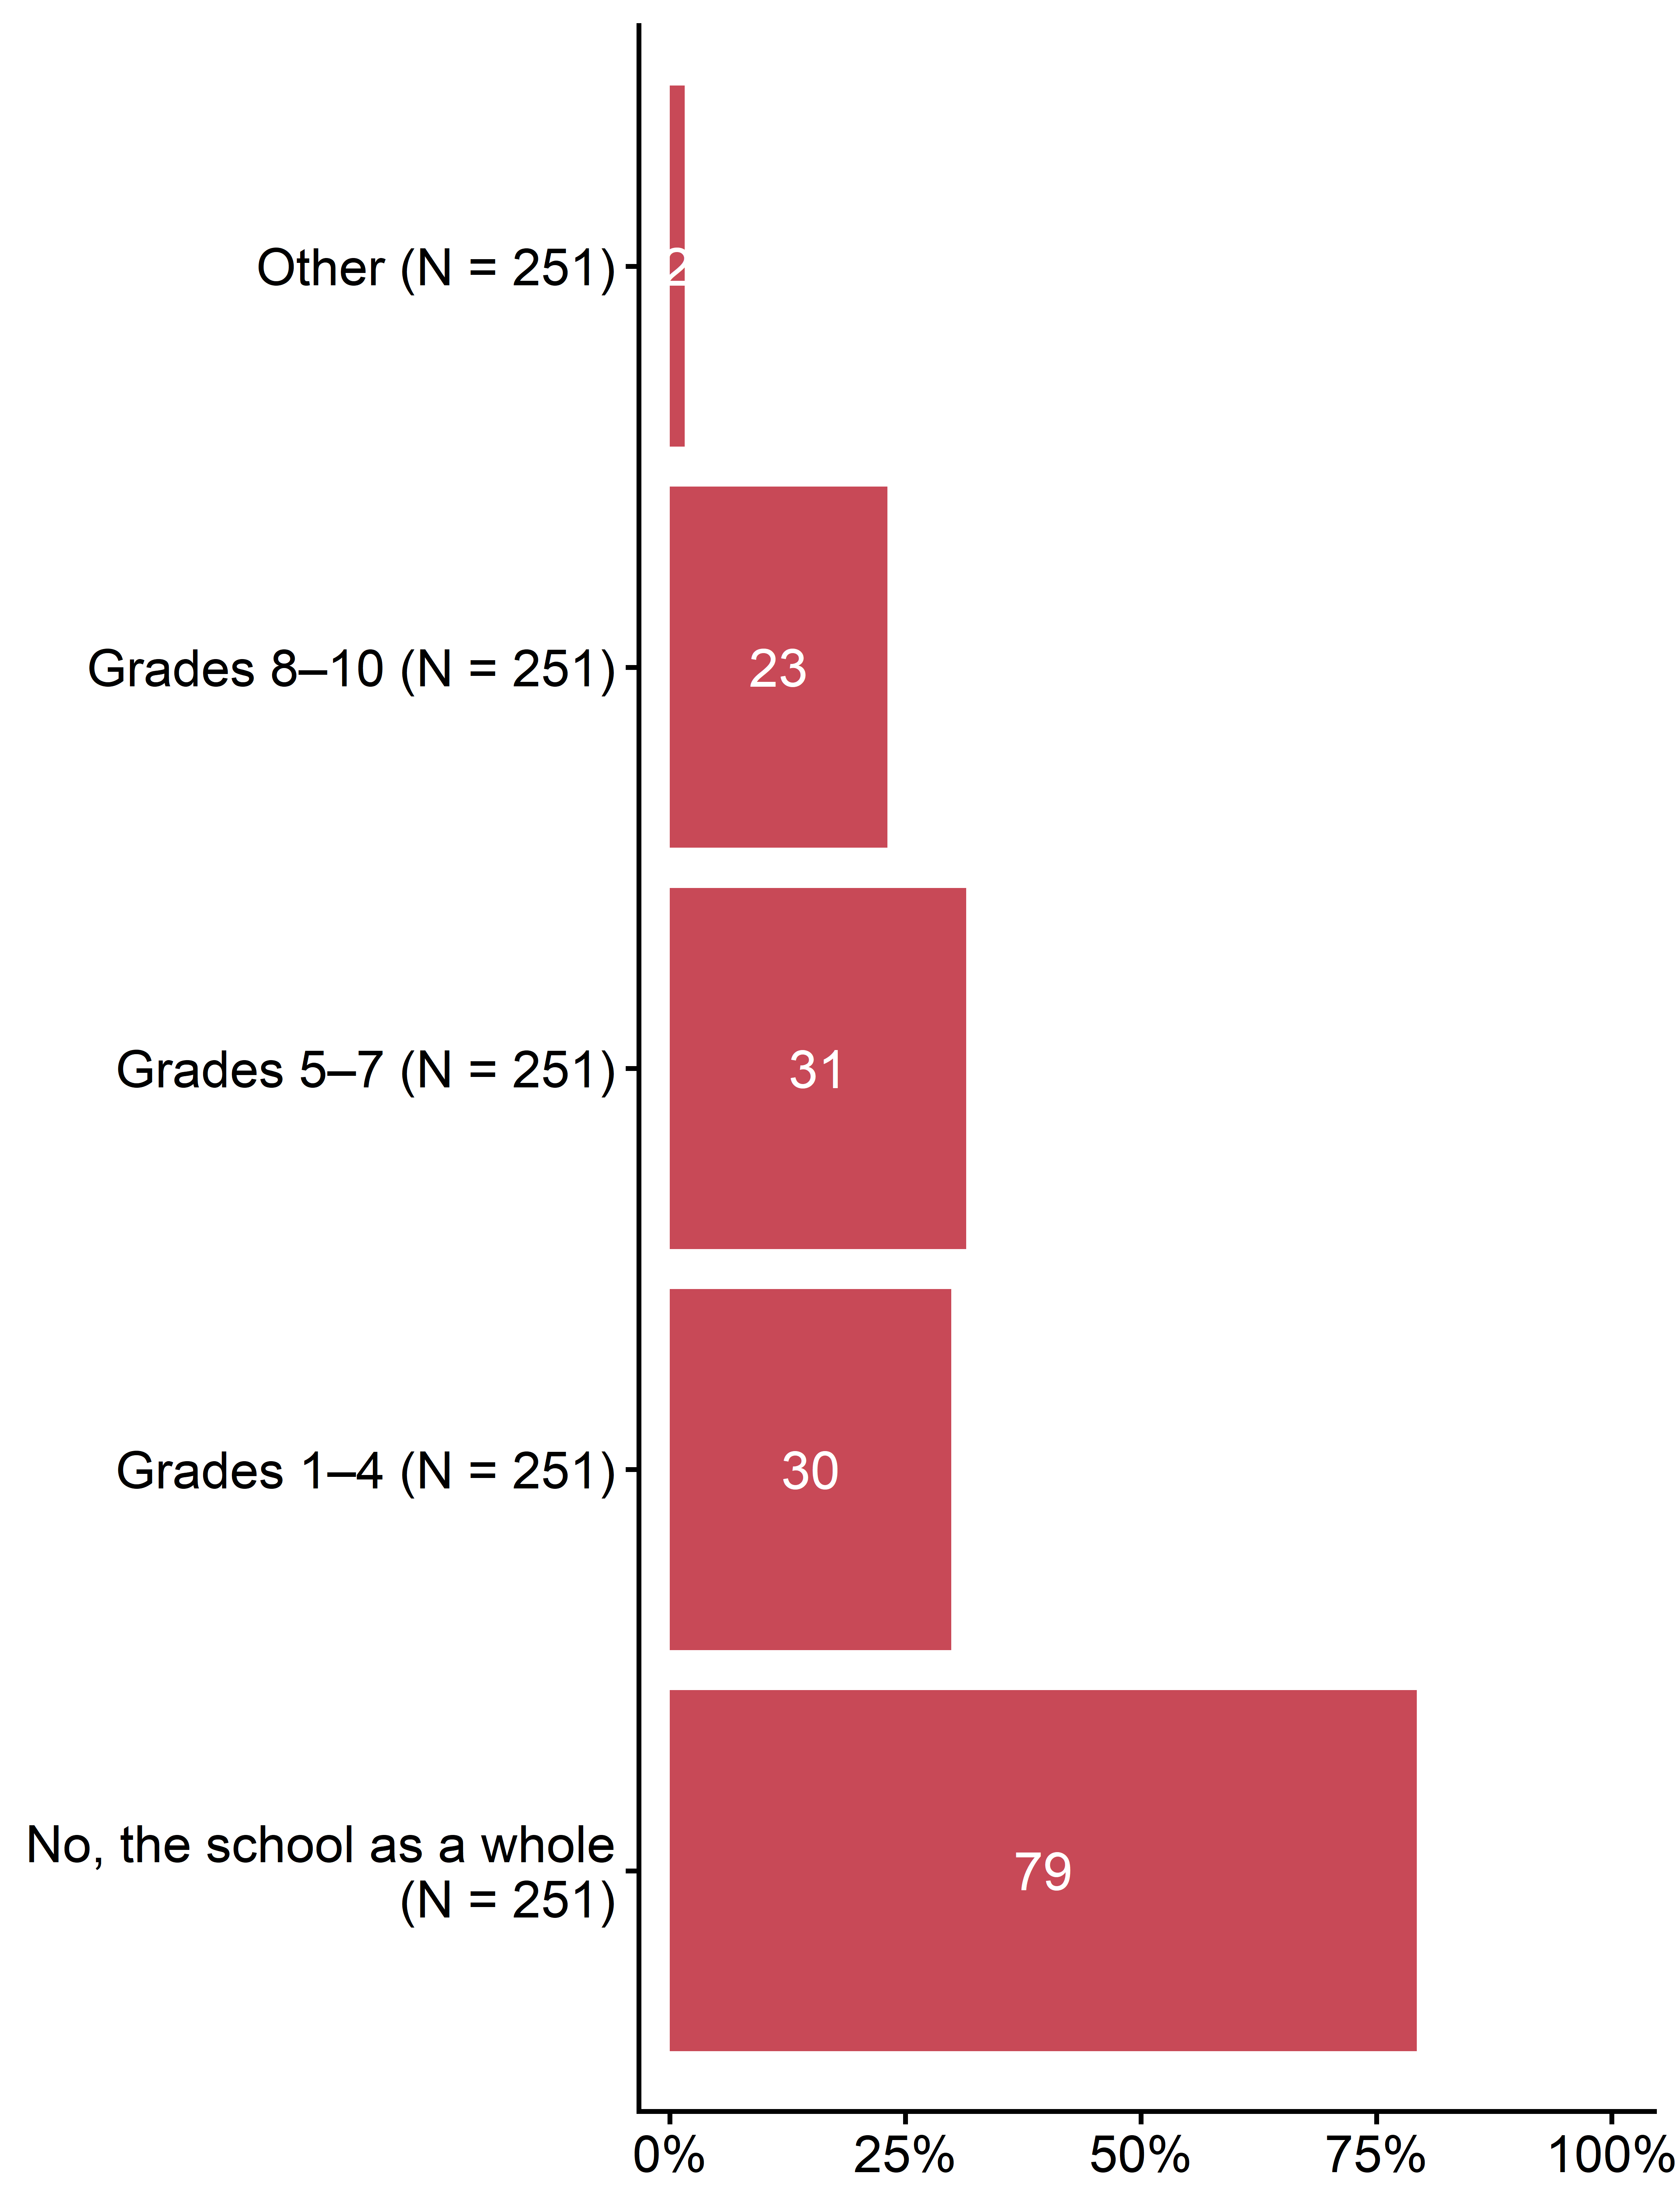 Other (N = 251)
2
Grades 8–10 (N = 251)
23
Grades 5–7 (N = 251)
31
Grades 1–4 (N = 251)
30
No, the school as a whole
(N = 251)
79
0% 25% 50% 75% 100%